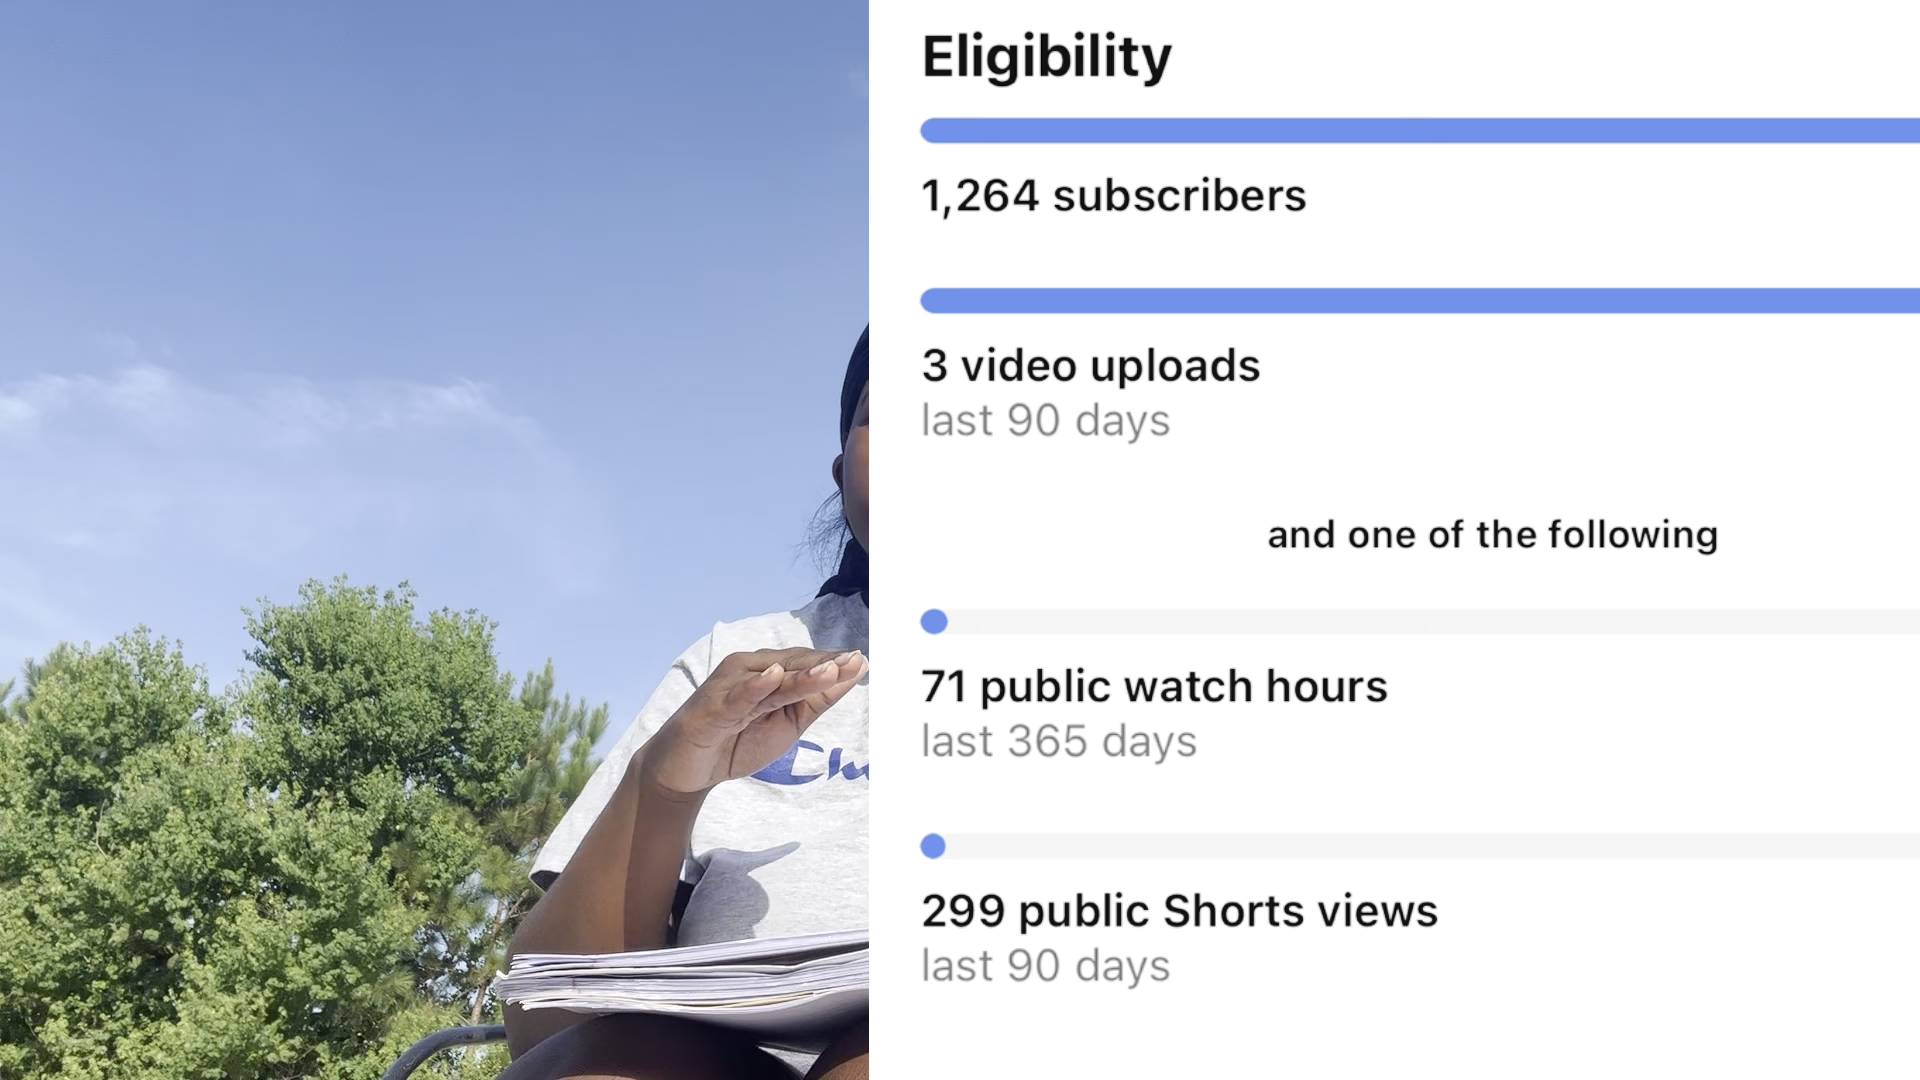 Eligibility
1,264 subscribers
3 video uploads
last 90 days
and one of the following
71 public watch hours
last 365 days
299 public Shorts views
last 90 days
Ch